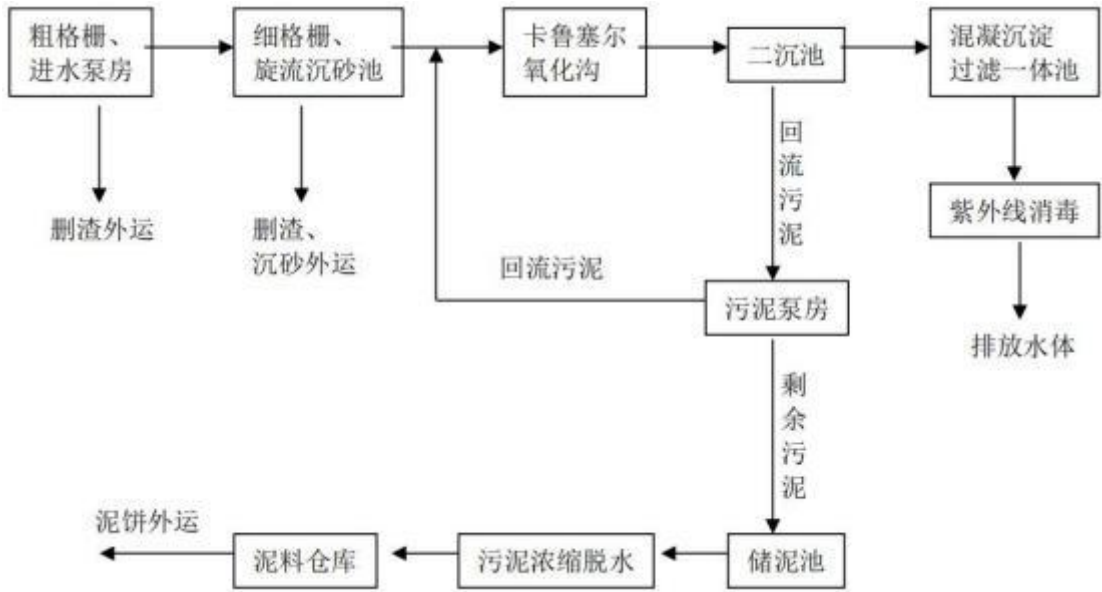 粗格栅、
进水泵房
细格栅、
旋流沉砂池
卡鲁塞尔
氧化沟
二沉池
混凝沉淀
过滤一体池
回流污泥
紫外线消毒
删渣外运
删渣、
沉砂外运
回流污泥
污泥泵房
排放水体
剩余污泥
泥饼外运
泥料仓库
污泥浓缩脱水
储泥池